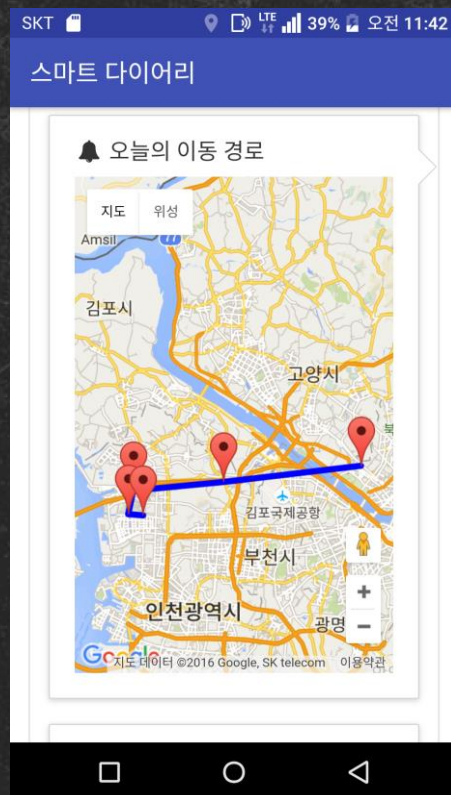 SKT LTE 39% 오전 11:42
스마트 다이어리
오늘의 이동 경로
지도 위성
Amsil
77
김포시
고양시
북
김포국제공항
부천시
인천광역시
광명
Google
지도 데이터 ©2016 Google, SK telecom 이용약관